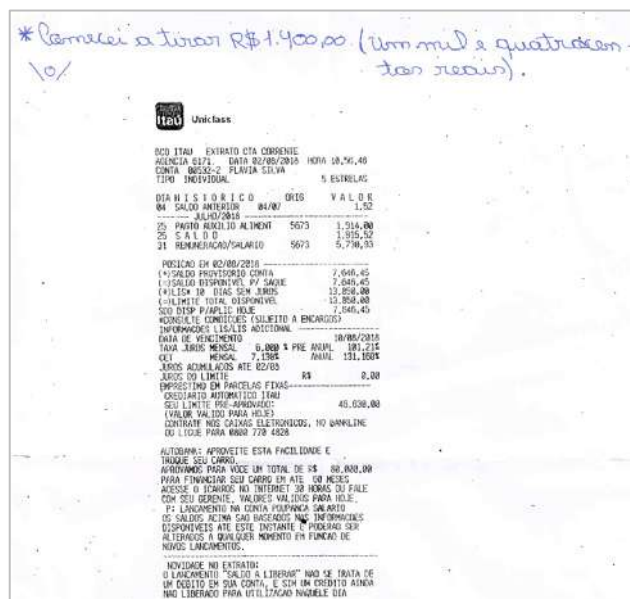 *Comecei a tirar R$1.400,00 (um mil e quatrocen-
\o/ tos reais).
Itaú Uniclass
BCO ITAU EXTRATO CTA CORRENTE
AGENCIA 6171 DATA 02/08/2018 HORA 10,56,46
CONTA 00532-2 FLAVIA SILVA
TIPO INDIVIDUAL 5 ESTRELAS
DIA H I S T O R I C O ORIG V A L O R
04 SALDO ANTERIOR 04/07 1,52
------ JULHO/2018 ------
25 PAGTO AUXILIO ALIMENT 5673 1.914,00
25 S A L D O 1.915,52
31 REMUNERACAO/SALARIO 5673 5.730,93
POSICAO EM 02/08/2018 ------
(+)SALDO PROVISORIO CONTA 7.646,45
(=)SALDO DISPONIVEL P/ SAQUE 7.646,45
(+)LIS* 10 DIAS SEM JUROS 13.850,00
(=)LIMITE TOTAL DISPONIVEL 13.850,00
SDO DISP P/APLIC HOJE 7.646,45
*CONSULTE CONDICOES (SUJEITO A ENCARGOS)
INFORMACOES LIS/LIS ADICIONAL ------
DATA DE VENCIMENTO 10/08/2018
TAXA JUROS MENSAL 6,000 % PRE ANUAL 101,21%
CET MENSAL 7,130% ANUAL 131,160%
JUROS ACUMULADOS ATE 02/08
JUROS DO LIMITE R$ 0,00
EMPRESTIMO EM PARCELAS FIXAS------
CREDIARIO AUTOMATICO ITAU
SEU LIMITE PRE-APROVADO: 46.630,00
(VALOR VALIDO PARA HOJE)
CONTRATE NOS CAIXAS ELETRONICOS, NO BANKLINE
OU LIGUE PARA 0800 770 4828
AUTOBANK: APROVEITE ESTA FACILIDADE E
TROQUE SEU CARRO.
APROVAMOS PARA VOCE UM TOTAL DE R$ 80.000,00
PARA FINANCIAR SEU CARRO EM ATE 60 MESES
ACESSE O ICARROS NO INTERNET 30 HORAS OU FALE
COM SEU GERENTE, VALORES VALIDOS PARA HOJE.
P: LANCAMENTO NA CONTA POUPANCA SALARIO
OS SALDOS ACIMA SAO BASEADOS NAS INFORMACOES
DISPONIVEIS ATE ESTE INSTANTE E PODERAO SER
ALTERADOS A QUALQUER MOMENTO EM FUNCAO DE
NOVOS LANCAMENTOS.
NOVIDADE NO EXTRATO:
O LANCAMENTO "SALDO A LIBERAR" NAO SE TRATA DE
UM DEBITO EM SUA CONTA, E SIM UM CREDITO AINDA
NAO LIBERADO PARA UTILIZACAO NAQUELE DIA